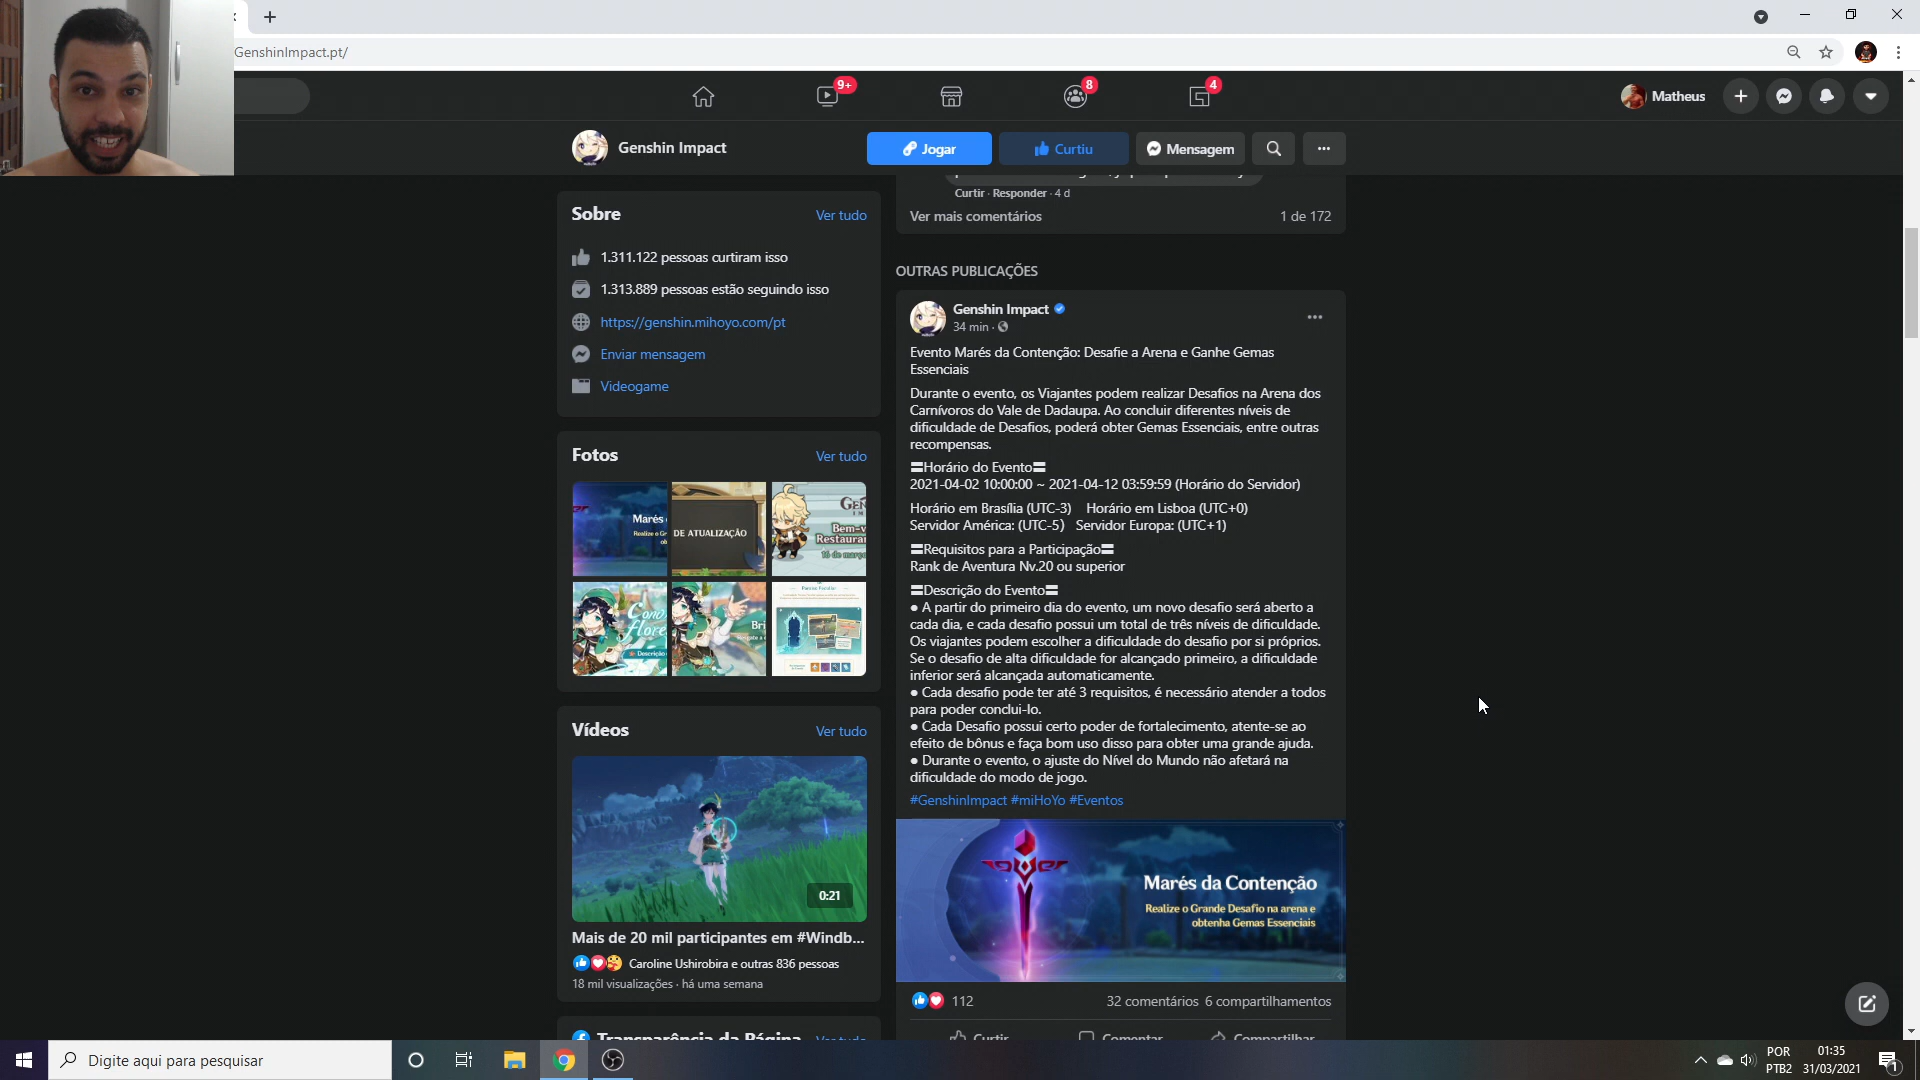 GenshinImpact.pt/
9+
8
4
Matheus
Genshin Impact
Jogar
Curtiu
Mensagem
Sobre
Ver tudo
1.311.122 pessoas curtiram isso
1.313.889 pessoas estão seguindo isso
https://genshin.mihoyo.com/pt
Enviar mensagem
Videogame
Fotos
Ver tudo
Marés
DE ATUALIZAÇÃO
GEN
Bem-v
Restauran
16 de março
Descrição
Bri
Vídeos
Ver tudo
0:21
Mais de 20 mil participantes em #Windb...
Caroline Ushirobira e outras 836 pessoas
18 mil visualizações · há uma semana
Transparência da Página
Ver tudo
Curtir · Responder · 4 d
Ver mais comentários
1 de 172
OUTRAS PUBLICAÇÕES
Genshin Impact
34 min ·
Evento Marés da Contenção: Desafie a Arena e Ganhe Gemas
Essenciais
Durante o evento, os Viajantes podem realizar Desafios na Arena dos
Carnívoros do Vale de Dadaupa. Ao concluir diferentes níveis de
dificuldade de Desafios, poderá obter Gemas Essenciais, entre outras
recompensas.
〓Horário do Evento〓
2021-04-02 10:00:00 ~ 2021-04-12 03:59:59 (Horário do Servidor)
Horário em Brasília (UTC-3) Horário em Lisboa (UTC+0)
Servidor América: (UTC-5) Servidor Europa: (UTC+1)
〓Requisitos para a Participação〓
Rank de Aventura Nv.20 ou superior
〓Descrição do Evento〓
● A partir do primeiro dia do evento, um novo desafio será aberto a
cada dia, e cada desafio possui um total de três níveis de dificuldade.
Os viajantes podem escolher a dificuldade do desafio por si próprios.
Se o desafio de alta dificuldade for alcançado primeiro, a dificuldade
inferior será alcançada automaticamente.
● Cada desafio pode ter até 3 requisitos, é necessário atender a todos
para poder conclui-lo.
● Cada Desafio possui certo poder de fortalecimento, atente-se ao
efeito de bônus e faça bom uso disso para obter uma grande ajuda.
● Durante o evento, o ajuste do Nível do Mundo não afetará na
dificuldade do modo de jogo.
#GenshinImpact #miHoYo #Eventos
Marés da Contenção
Realize o Grande Desafio na arena e
obtenha Gemas Essenciais
112
32 comentários 6 compartilhamentos
Curtir
Comentar
Compartilhar
Digite aqui para pesquisar
POR
PTB2
01:35
31/03/2021
1